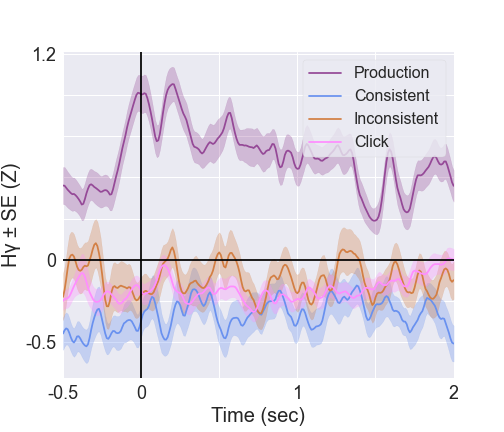 1.2
Production
Consistent
Inconsistent
Click
Hγ ± SE (Z)
0
-0.5
-0.5
0
1
2
Time (sec)